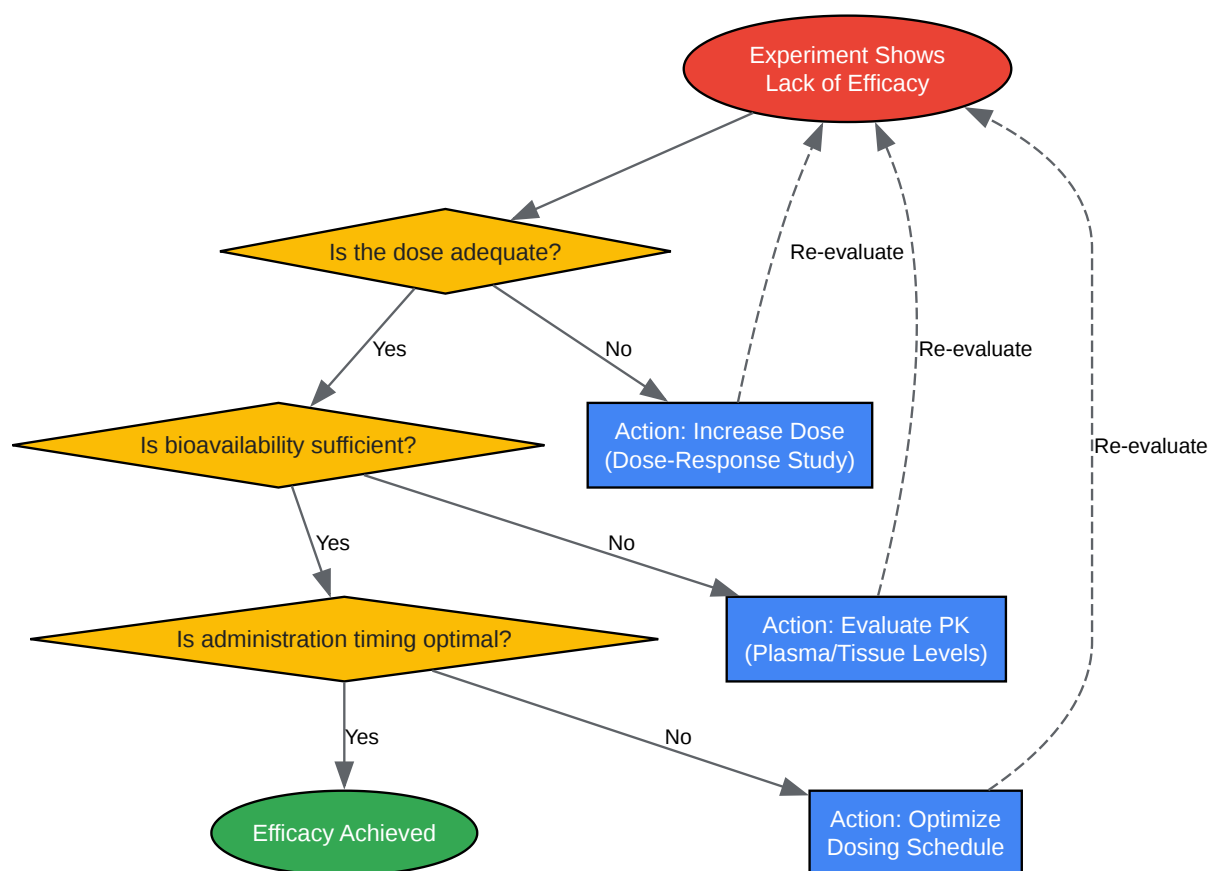 Experiment Shows
Lack of Efficacy
Is the dose adequate?
Re-evaluate
Yes
No
Re-evaluate
Action: Increase Dose
(Dose-Response Study)
Is bioavailability sufficient?
Re-evaluate
Yes
No
Action: Evaluate PK
(Plasma/Tissue Levels)
Is administration timing optimal?
Yes
No
Efficacy Achieved
Action: Optimize
Dosing Schedule